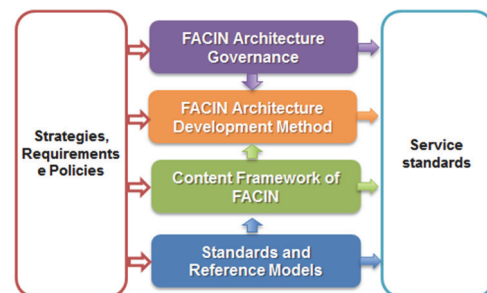 Strategies,
Requirements
e Policies
FACIN Architecture
Governance
FACIN Architecture
Development Method
Content Framework of
FACIN
Standards and
Reference Models
Service
standards